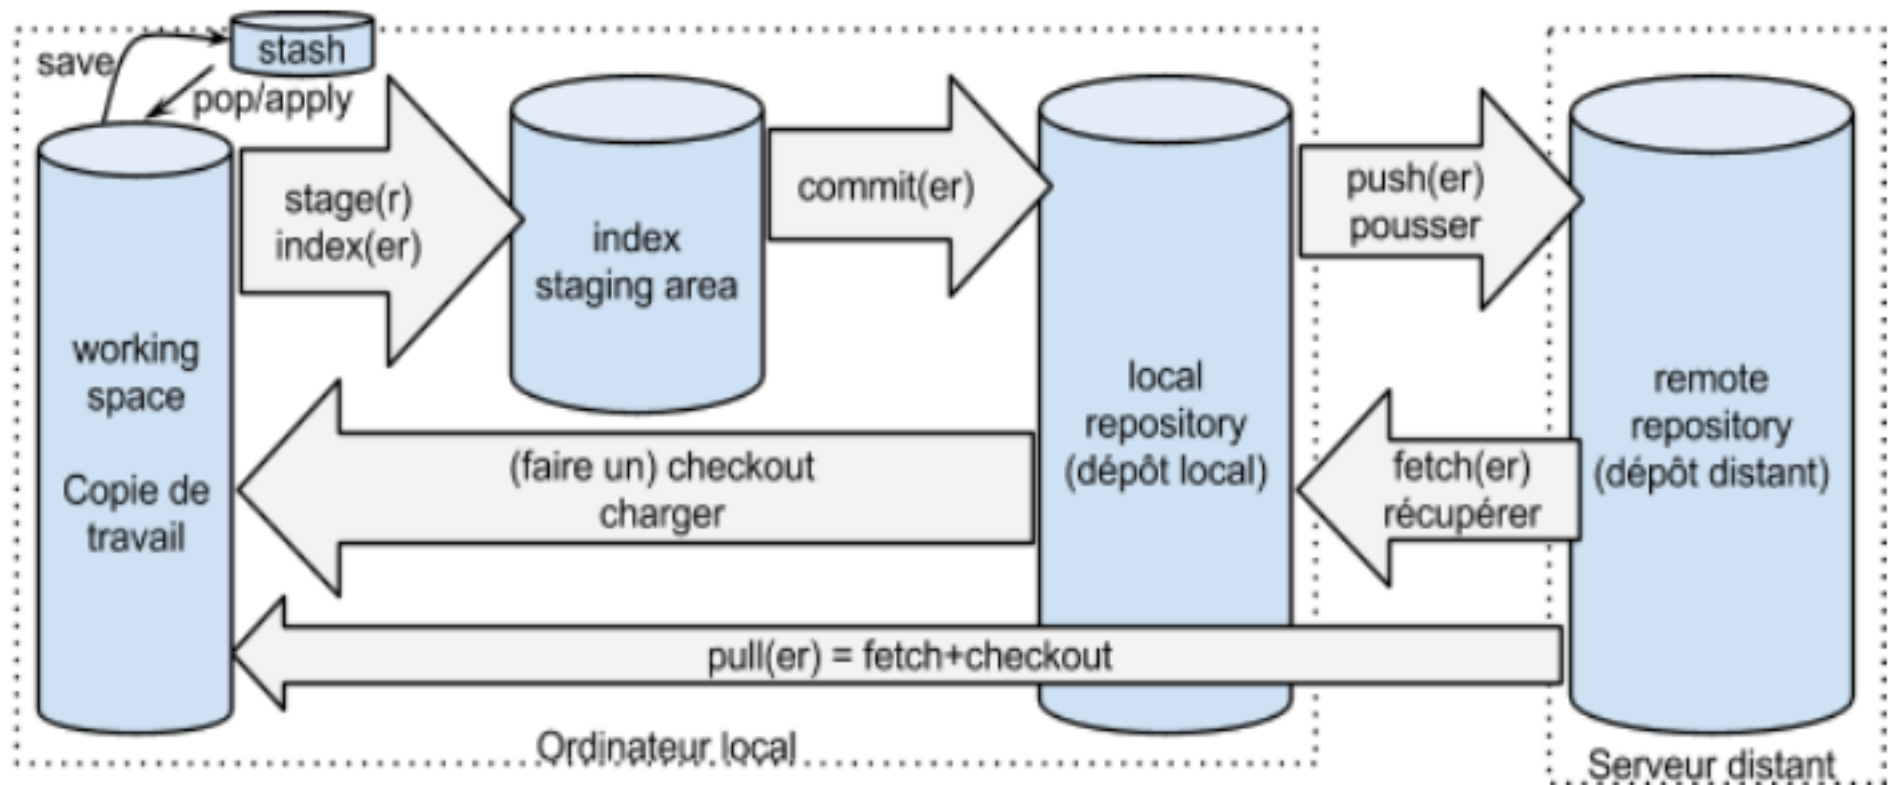 save
stash
pop/apply
stage(r)
index(er)
index
staging area
commit(er)
push(er)
pousser
working
space
Copie de
travail
(faire un) checkout
charger
local
repository
(dépôt local)
fetch(er)
récupérer
remote
repository
(dépôt distant)
pull(er) = fetch+checkout
Ordinateur local
Serveur distant